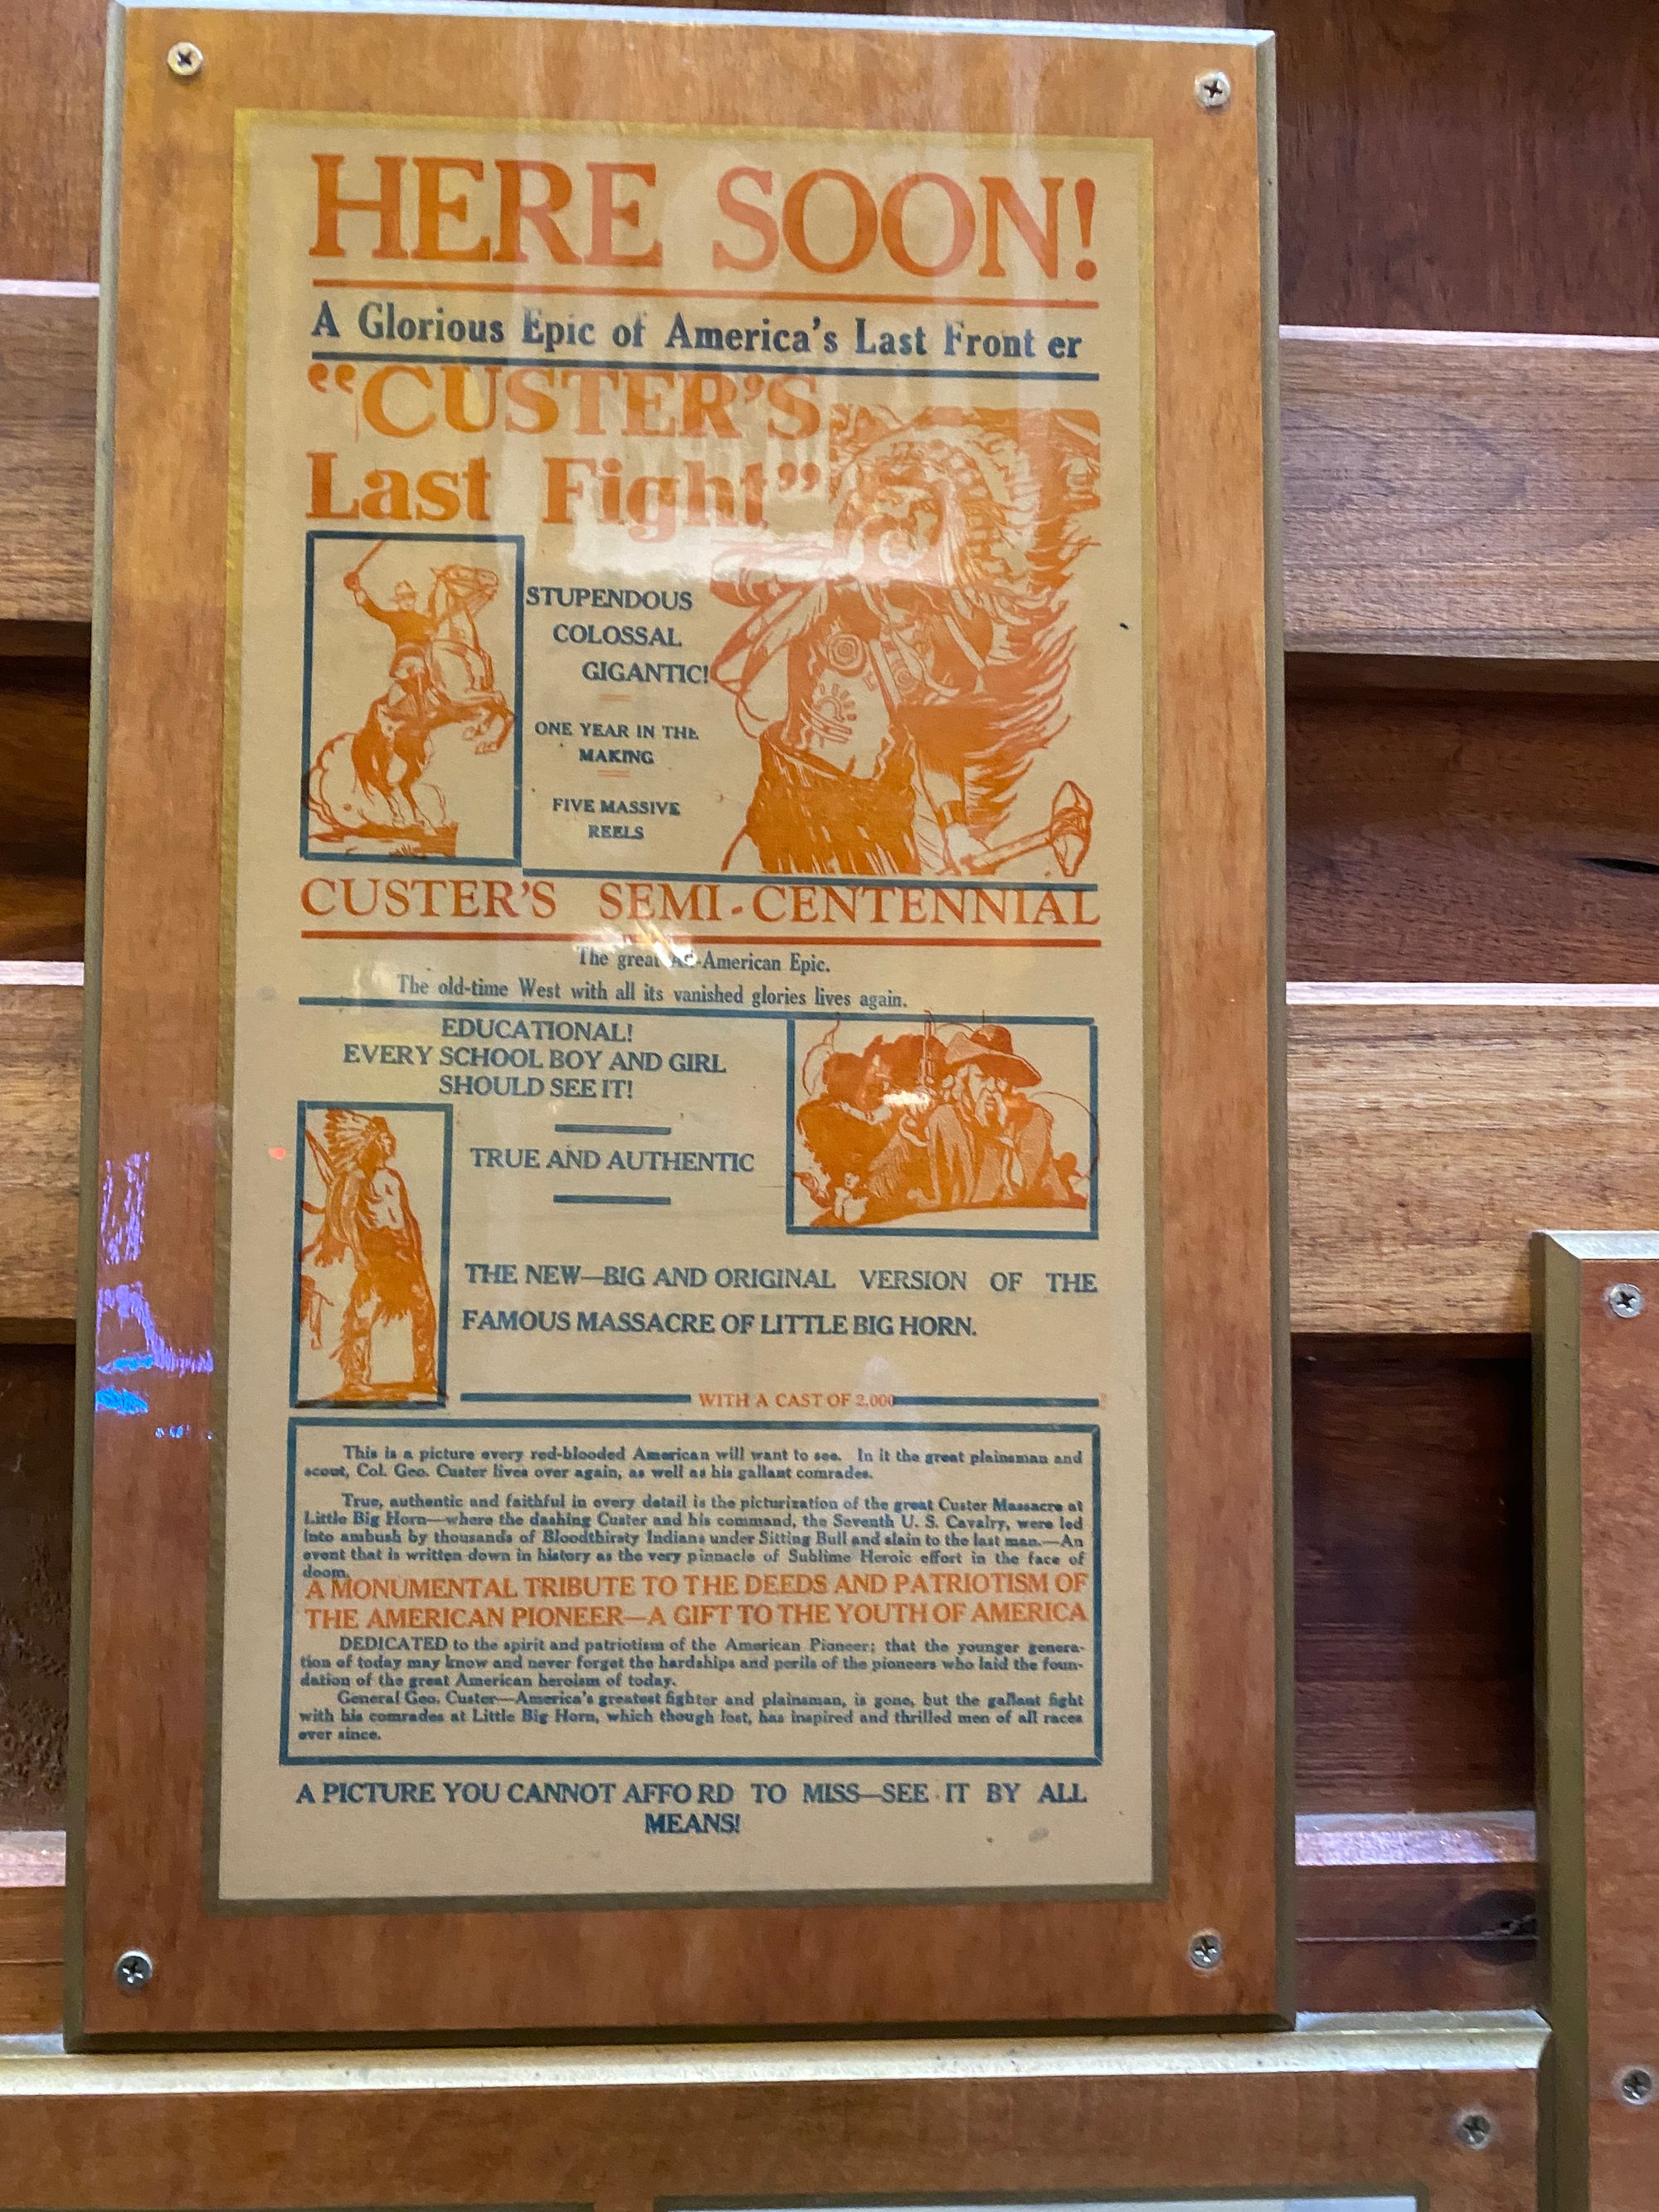 HERE SOON!
A Glorious Epic of America's Last Front er
"CUSTER'S
Last Fight"
STUPENDOUS
COLOSSAL
GIGANTIC!
ONE YEAR IN THE
MAKING
FIVE MASSIVE
REELS
CUSTER'S SEMI-CENTENNIAL
The great All-American Epic.
The old-time West with all its vanished glories lives again.
EDUCATIONAL!
EVERY SCHOOL BOY AND GIRL
SHOULD SEE IT!
TRUE AND AUTHENTIC
THE NEW—BIG AND ORIGINAL VERSION OF THE
FAMOUS MASSACRE OF LITTLE BIG HORN.
WITH A CAST OF 2,000
This is a picture every red-blooded American will want to see. In it the great plainsman and
scout, Col. Geo. Custer lives over again, as well as his gallant comrades.
True, authentic and faithful in every detail is the picturization of the great Custer Massacre at
Little Big Horn—where the dashing Custer and his command, the Seventh U. S. Cavalry, were led
into ambush by thousands of Bloodthirsty Indians under Sitting Bull and slain to the last man.—An
event that is written down in history as the very pinnacle of Sublime Heroic effort in the face of
doom.
A MONUMENTAL TRIBUTE TO THE DEEDS AND PATRIOTISM OF
THE AMERICAN PIONEER—A GIFT TO THE YOUTH OF AMERICA
DEDICATED to the spirit and patriotism of the American Pioneer; that the younger genera-
tion of today may know and never forget the hardships and perils of the pioneers who laid the foun-
dation of the great American heroism of today.
General Geo. Custer—America's greatest fighter and plainsman, is gone, but the gallant fight
with his comrades at Little Big Horn, which though lost, has inspired and thrilled men of all races
ever since.
A PICTURE YOU CANNOT AFFO RD TO MISS—SEE IT BY ALL
MEANS!